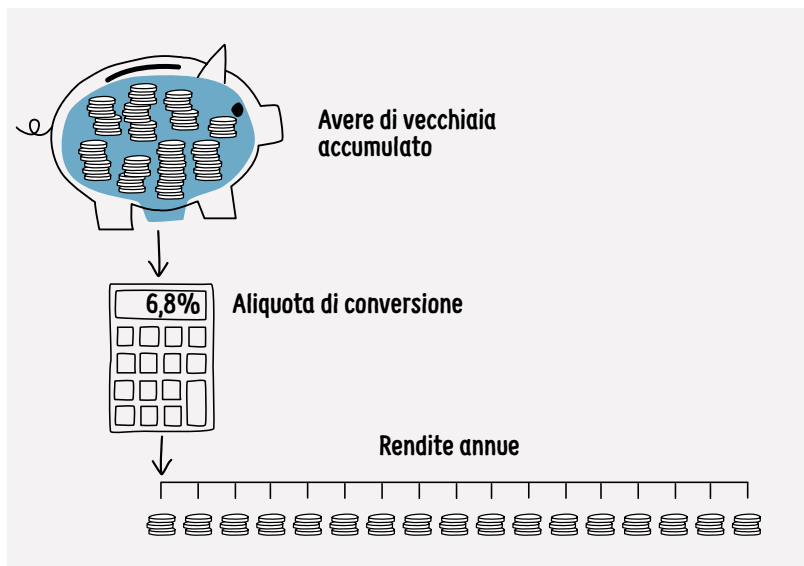 Avere di vecchiaia
accumulato
6,8%
Aliquota di conversione
Rendite annue